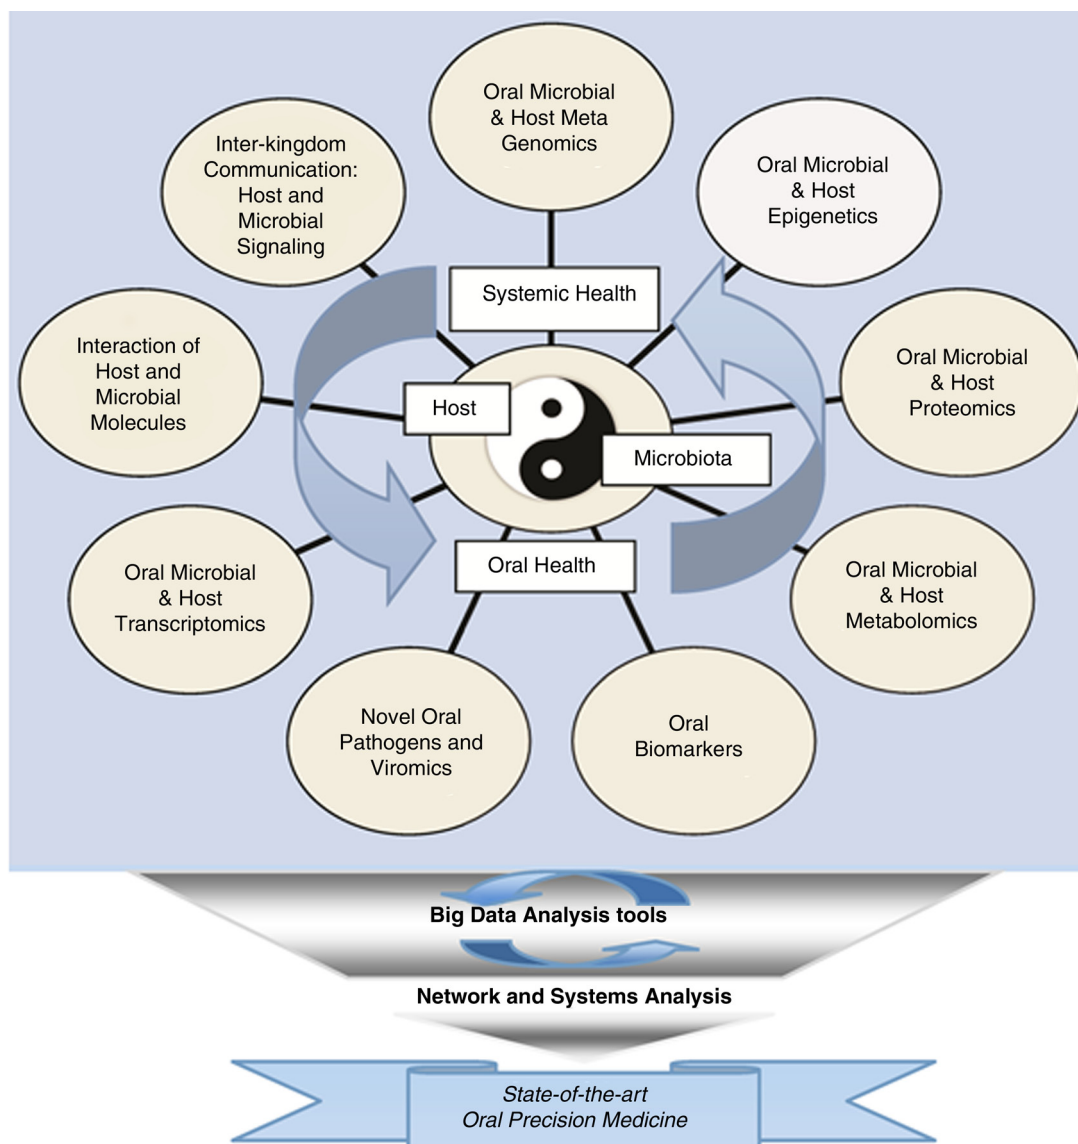 Oral Microbial
& Host Meta
Genomics
Inter-kingdom
Communication:
Host and
Microbial
Signaling
Oral Microbial
& Host
Epigenetics
Systemic Health
Interaction of
Host and
Microbial
Molecules
Host
Microbiota
Oral Microbial
& Host
Proteomics
Oral Health
Oral Microbial
& Host
Transcriptomics
Oral Microbial
& Host
Metabolomics
Novel Oral
Pathogens and
Viromics
Oral
Biomarkers
Big Data Analysis tools
Network and Systems Analysis
State-of-the-art
Oral Precision Medicine